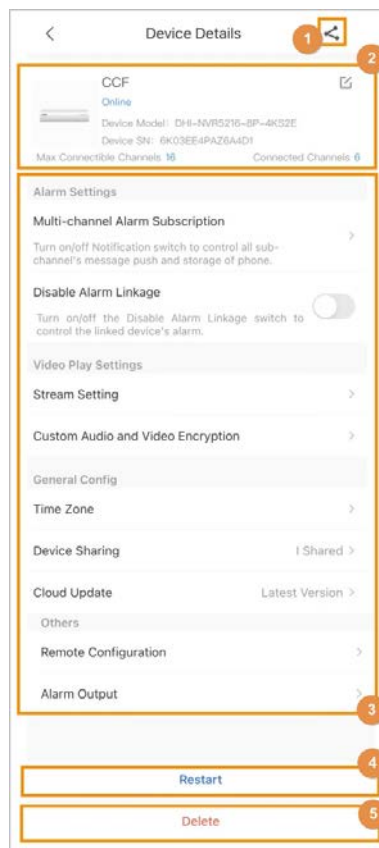 Device Details
1
2
CCF
Online
Device Model: DHI-NVR5216-8P-4KS2E
Device SN: 6K03EE4PAZ6A4D1
Max Connectible Channels 16 Connected Channels 6
Alarm Settings
Multi-channel Alarm Subscription
Turn on/off Notification switch to control all sub-
channel's message push and storage of phone.
Disable Alarm Linkage
Turn on/off the Disable Alarm Linkage switch to
control the linked device's alarm.
Video Play Settings
Stream Setting
Custom Audio and Video Encryption
General Config
Time Zone
Device Sharing I Shared
Cloud Update Latest Version
Others
Remote Configuration
Alarm Output
3
4
Restart
5
Delete